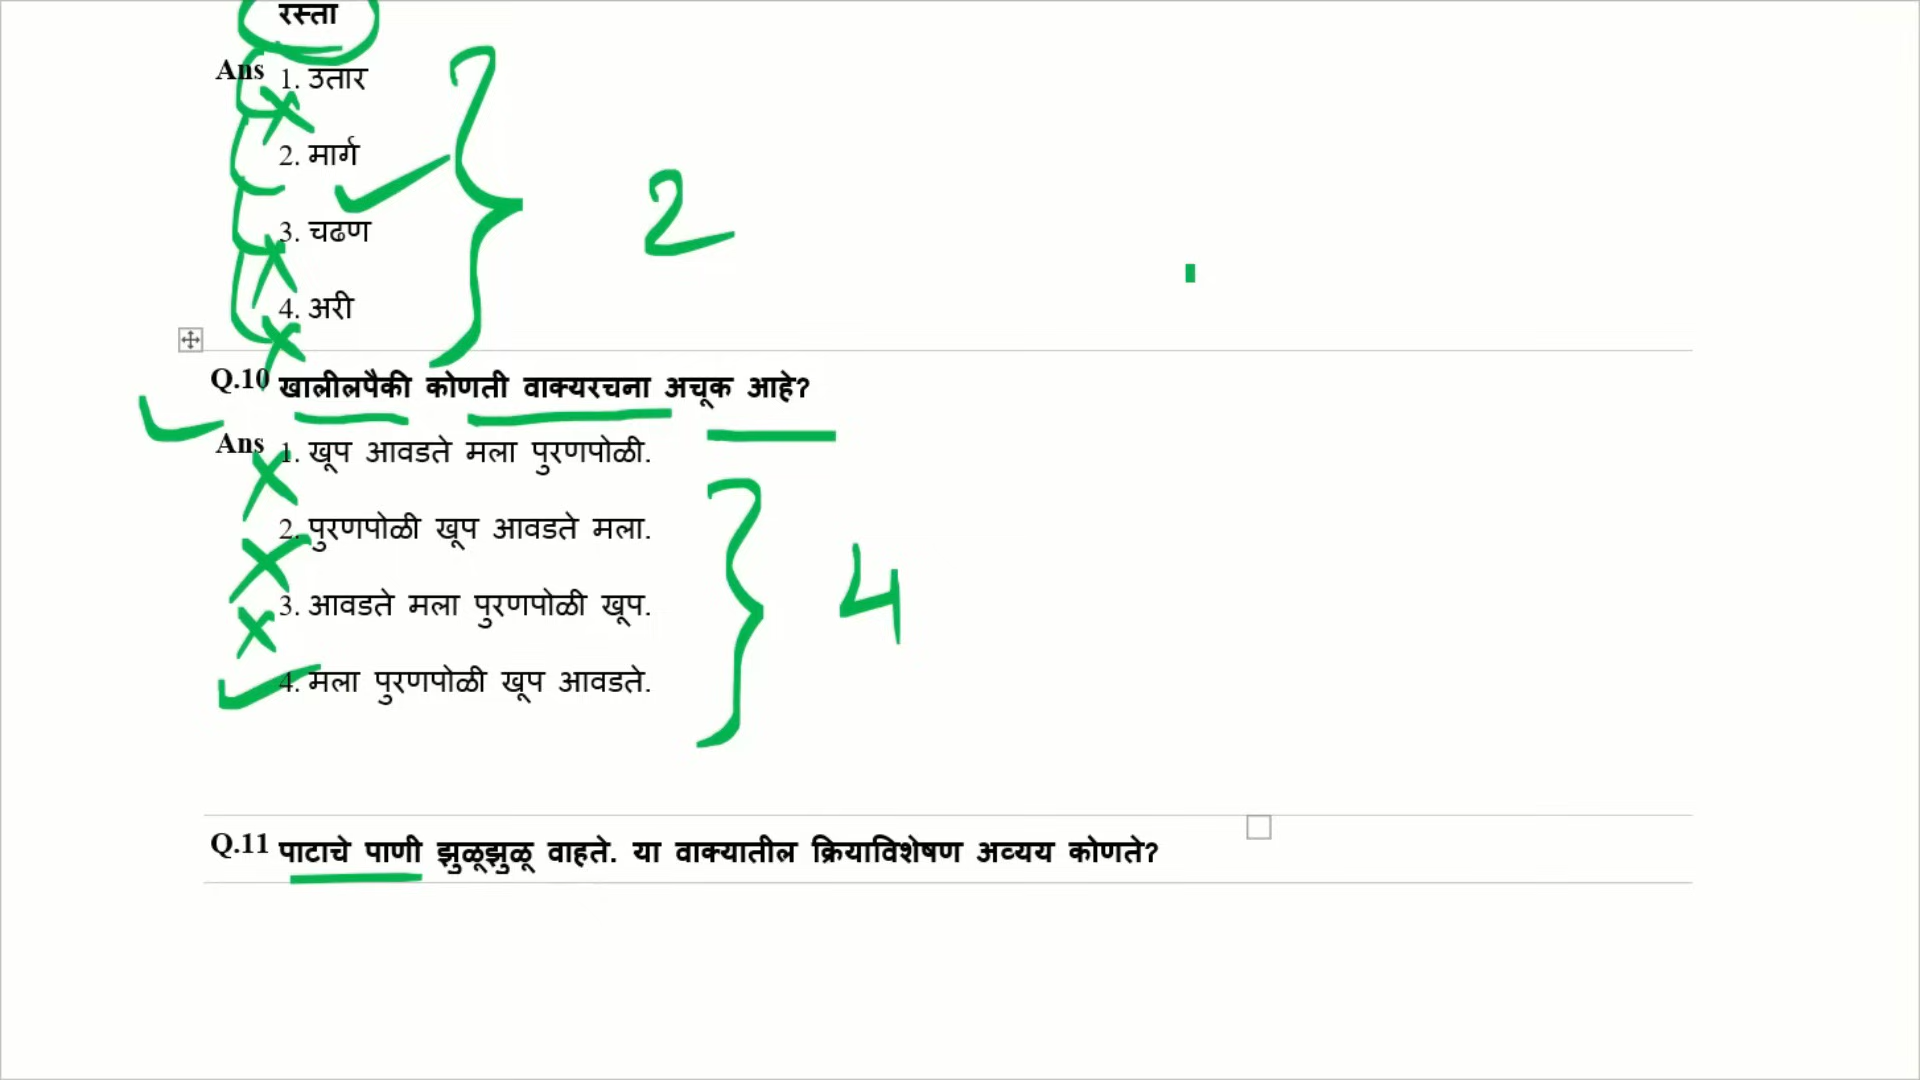 रस्ता
Ans 1. उतार
2. मार्ग
2
3. चढण
4. अरी
Q.10 खालीलपैकी कोणती वाक्यरचना अचूक आहे?
Ans 1. खूप आवडते मला पुरणपोळी.
2. पुरणपोळी खूप आवडते मला.
3. आवडते मला पुरणपोळी खूप.
4
4. मला पुरणपोळी खूप आवडते.
Q.11 पाटाचे पाणी झुळूझुळू वाहते. या वाक्यातील क्रियाविशेषण अव्यय कोणते?